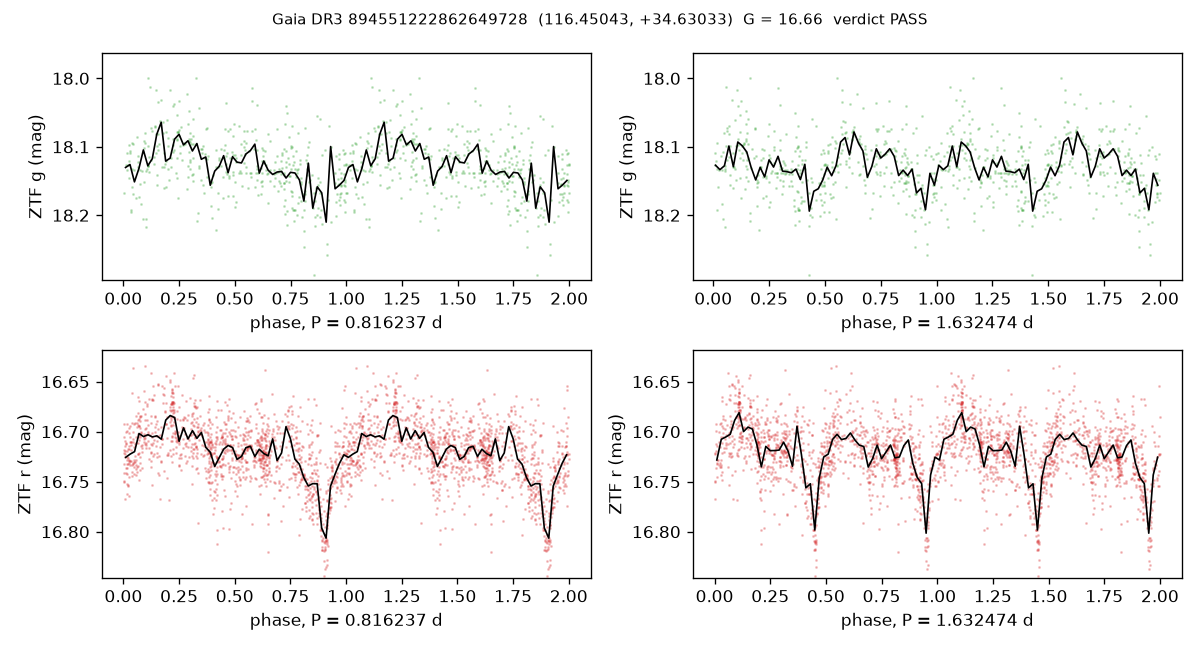 Gaia DR3 894551222862649728  (116.45043, +34.63033)  G = 16.66  verdict PASS
ZTF g (mag)
18.0
18.1
18.2
0.00 0.25 0.50 0.75 1.00 1.25 1.50 1.75 2.00
phase, P = 0.816237 d
ZTF g (mag)
18.0
18.1
18.2
0.00 0.25 0.50 0.75 1.00 1.25 1.50 1.75 2.00
phase, P = 1.632474 d
ZTF r (mag)
16.65
16.70
16.75
16.80
0.00 0.25 0.50 0.75 1.00 1.25 1.50 1.75 2.00
phase, P = 0.816237 d
ZTF r (mag)
16.65
16.70
16.75
16.80
0.00 0.25 0.50 0.75 1.00 1.25 1.50 1.75 2.00
phase, P = 1.632474 d